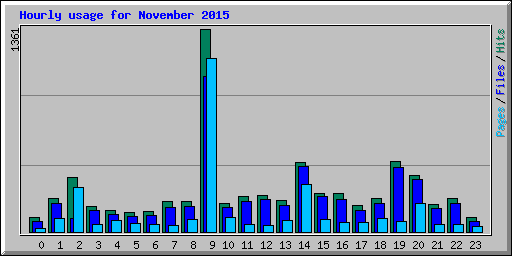 Hourly usage for November 2015
1361
Pages/Files/Hits
0 1 2 3 4 5 6 7 8 9 10 11 12 13 14 15 16 17 18 19 20 21 22 23